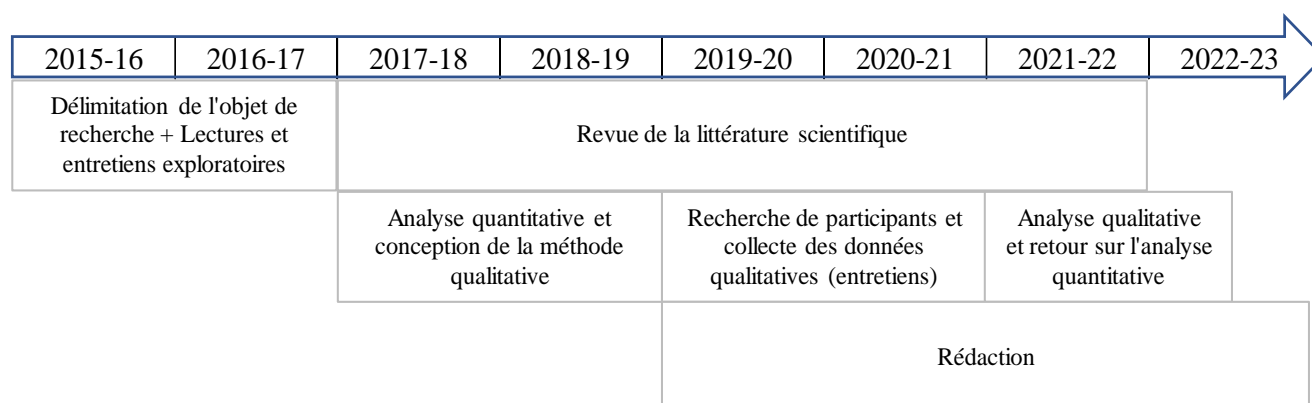 2015-16 2016-17 2017-18 2018-19 2019-20 2020-21 2021-22 2022-23
Délimitation de l'objet de
recherche + Lectures et
entretiens exploratoires
Revue de la littérature scientifique
Analyse quantitative et
conception de la méthode
qualitative
Recherche de participants et
collecte des données
qualitatives (entretiens)
Analyse qualitative
et retour sur l'analyse
quantitative
Rédaction